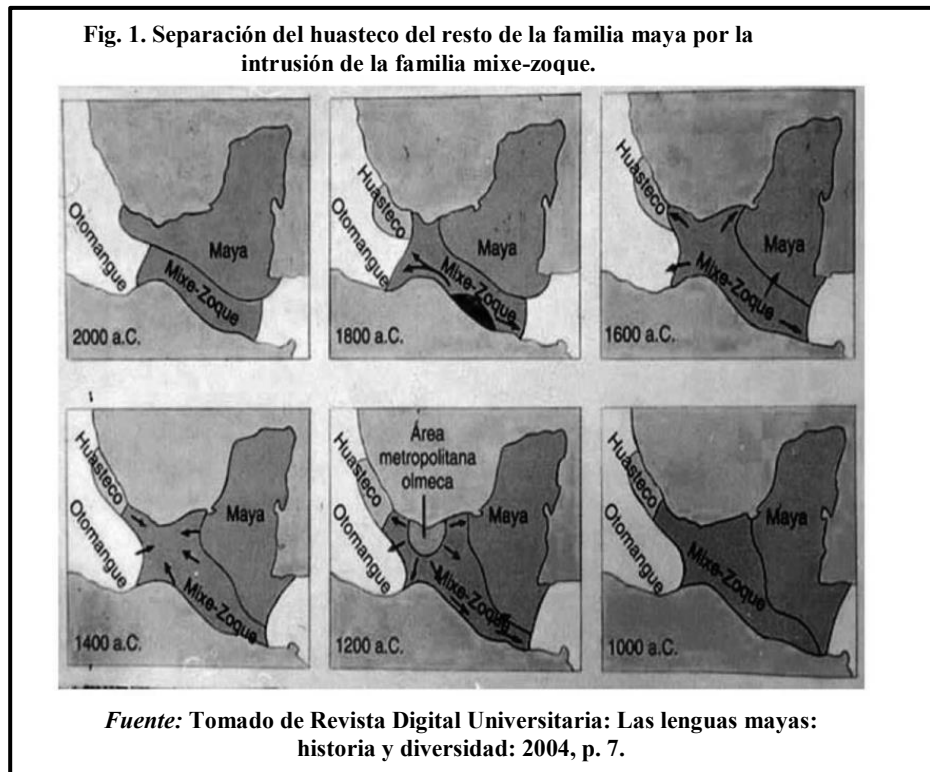 Fig. 1. Separación del huasteco del resto de la familia maya por la
intrusión de la familia mixe-zoque.
Otomangue
Maya
Mixe-Zoque
2000 a.C.
Huasteco
Otomangue
Maya
Mixe-Zoque
1800 a.C.
Huasteco
Maya
Mixe-Zoque
1600 a.C.
Huasteco
Otomangue
Maya
Mixe-Zoque
1400 a.C.
Área
metropolitana
olmeca
Huasteco
Otomangue
Maya
Mixe-Zoque
1200 a.C.
Huasteco
Otomangue
Maya
Mixe-Zoque
1000 a.C.
Fuente: Tomado de Revista Digital Universitaria: Las lenguas mayas:
historia y diversidad: 2004, p. 7.